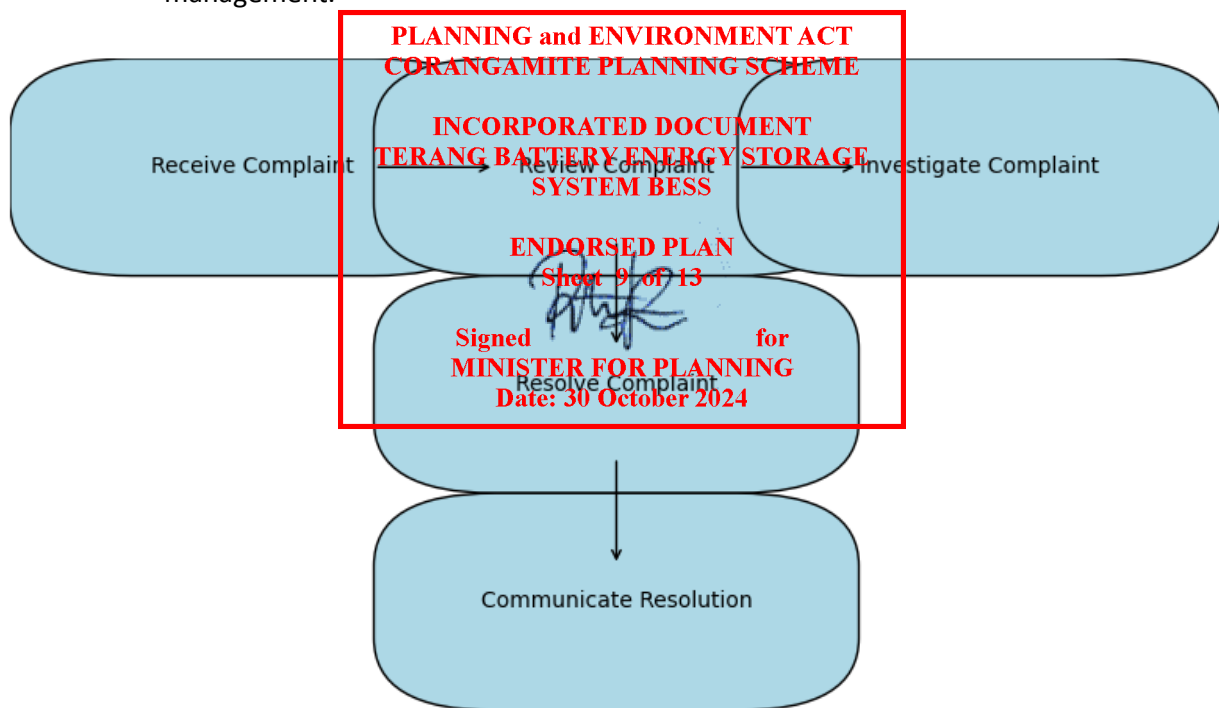 management.
PLANNING and ENVIRONMENT ACT
CORANGAMITE PLANNING SCHEME
INCORPORATED DOCUMENT
TERANG BATTERY ENERGY STORAGE
SYSTEM BESS
ENDORSED PLAN
Sheet 9 of 13
Signed for
MINISTER FOR PLANNING
Date: 30 October 2024
Receive Complaint
Review Complaint
Investigate Complaint
Resolve Complaint
Communicate Resolution